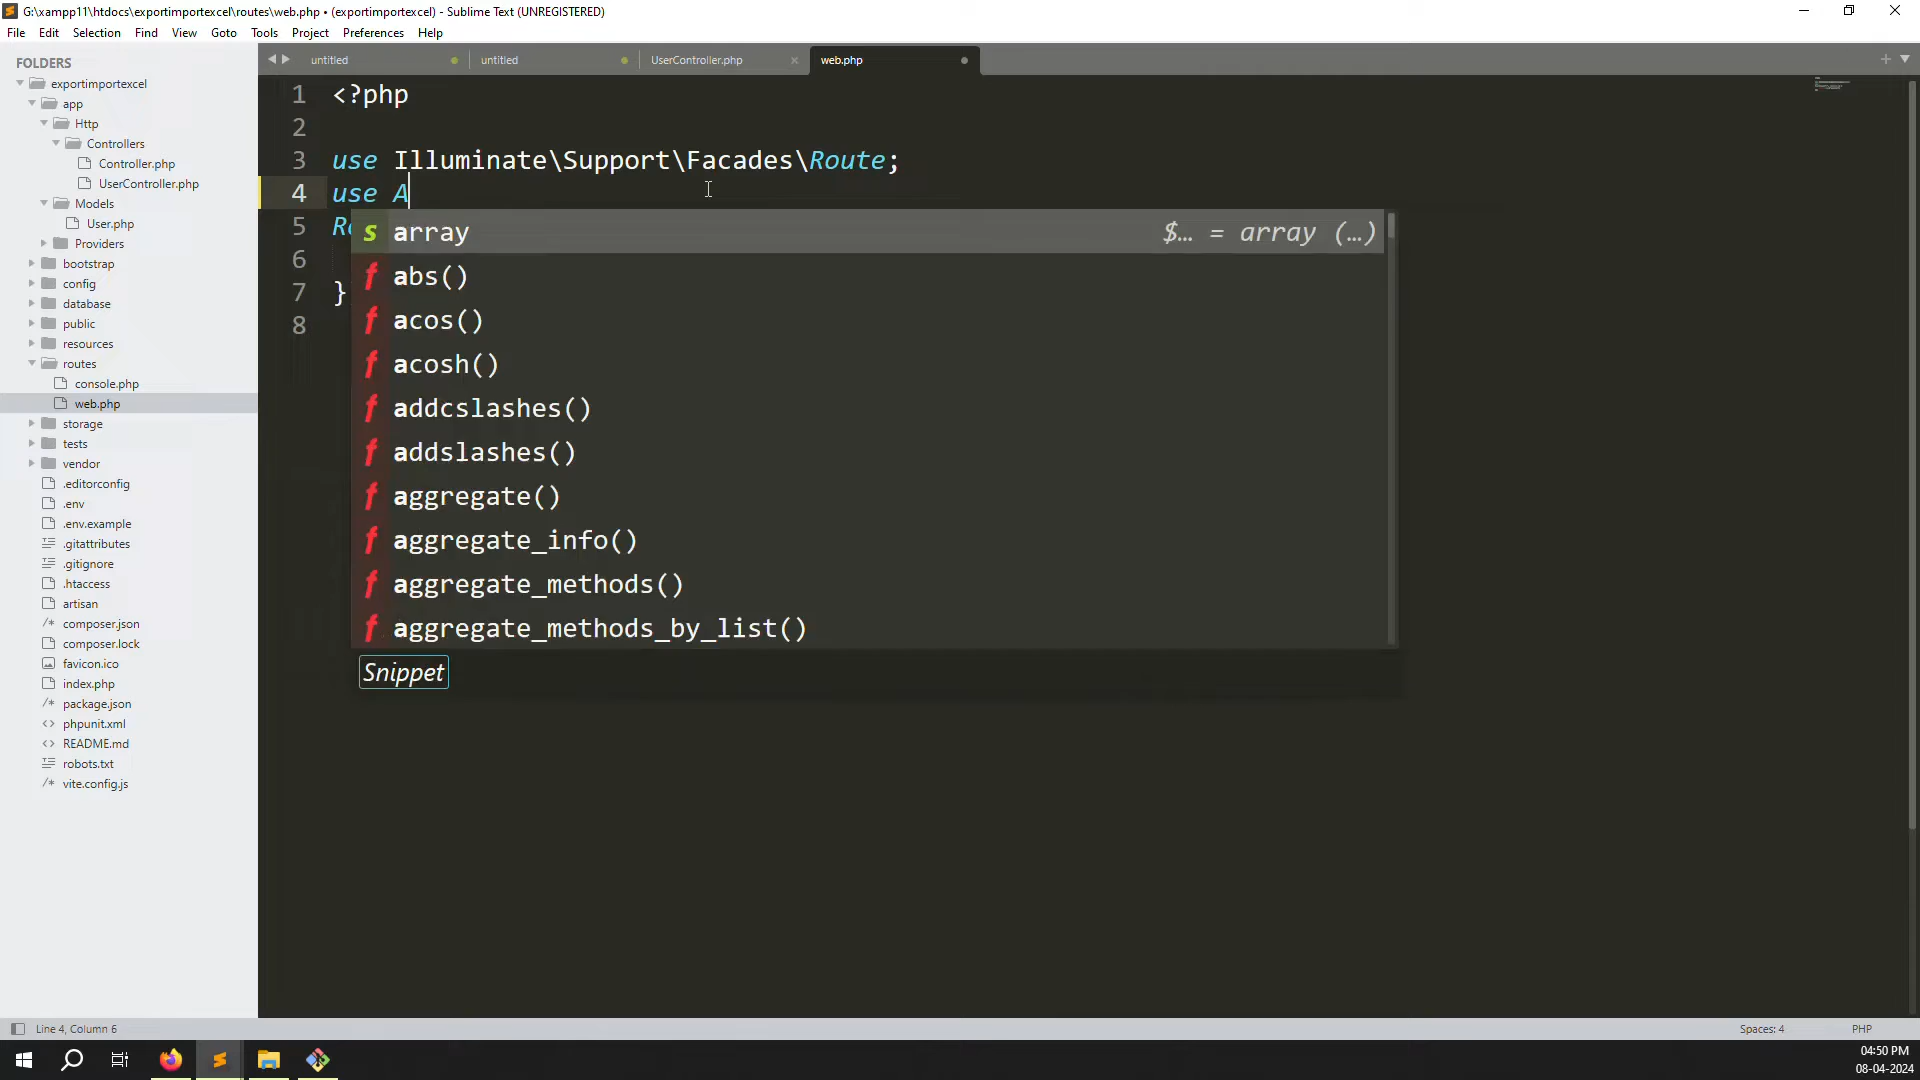 G:\xampp11\htdocs\exportimportexcel\routes\web.php • (exportimportexcel) - Sublime Text (UNREGISTERED)
File Edit Selection Find View Goto Tools Project Preferences Help
FOLDERS
exportimportexcel
app
Http
Controllers
Controller.php
UserController.php
Models
User.php
Providers
bootstrap
config
database
public
resources
routes
console.php
web.php
storage
tests
vendor
.editorconfig
.env
.env.example
.gitattributes
.gitignore
.htaccess
artisan
composer.json
composer.lock
favicon.ico
index.php
package.json
phpunit.xml
README.md
robots.txt
vite.config.js
untitled untitled UserController.php web.php
1 <?php
2
3 use Illuminate\Support\Facades\Route;
4 use A
5 Ro
6
7 }
8
s array $… = array (…)
f abs()
f acos()
f acosh()
f addcslashes()
f addslashes()
f aggregate()
f aggregate_info()
f aggregate_methods()
f aggregate_methods_by_list()
Snippet
Line 4, Column 6 Spaces: 4 PHP
04:50 PM
08-04-2024